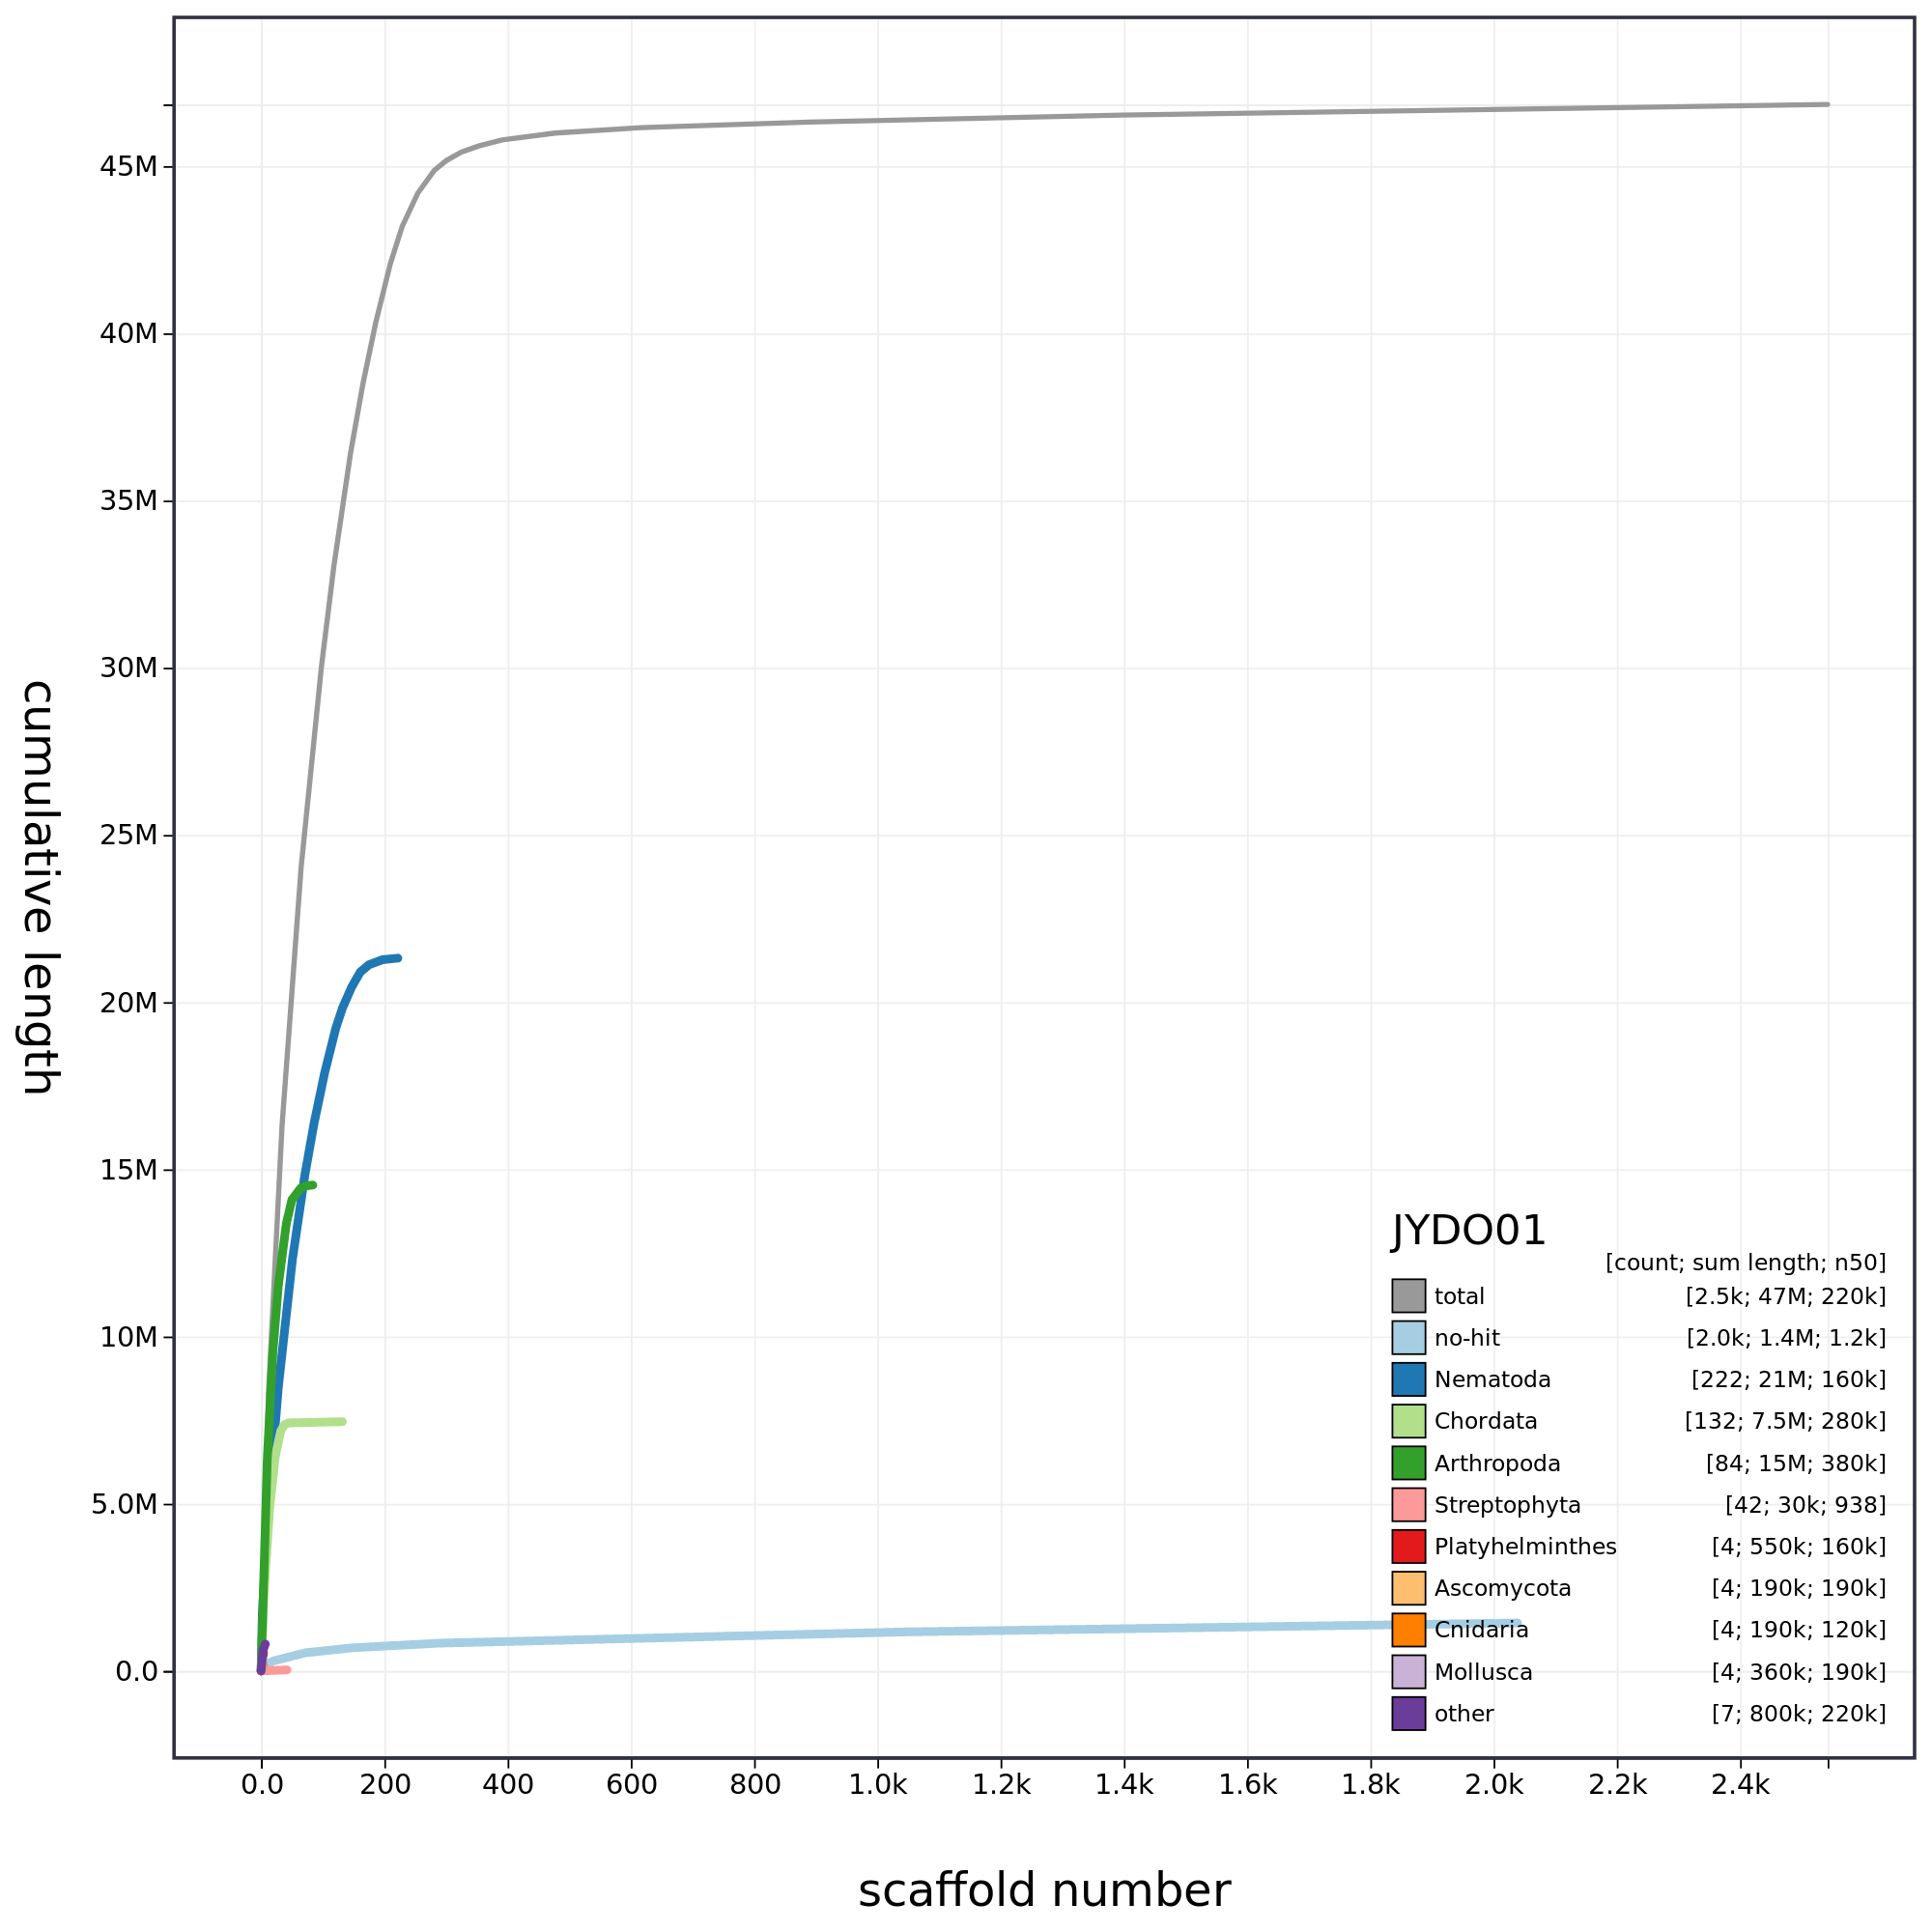 45M
40M
35M
30M
25M
20M
15M
10M
5.0M
0.0
cumulative length
JYDO01
[count; sum length; n50]
total [2.5k; 47M; 220k]
no-hit [2.0k; 1.4M; 1.2k]
Nematoda [222; 21M; 160k]
Chordata [132; 7.5M; 280k]
Arthropoda [84; 15M; 380k]
Streptophyta [42; 30k; 938]
Platyhelminthes [4; 550k; 160k]
Ascomycota [4; 190k; 190k]
Cnidaria [4; 190k; 120k]
Mollusca [4; 360k; 190k]
other [7; 800k; 220k]
0.0 200 400 600 800 1.0k 1.2k 1.4k 1.6k 1.8k 2.0k 2.2k 2.4k
scaffold number